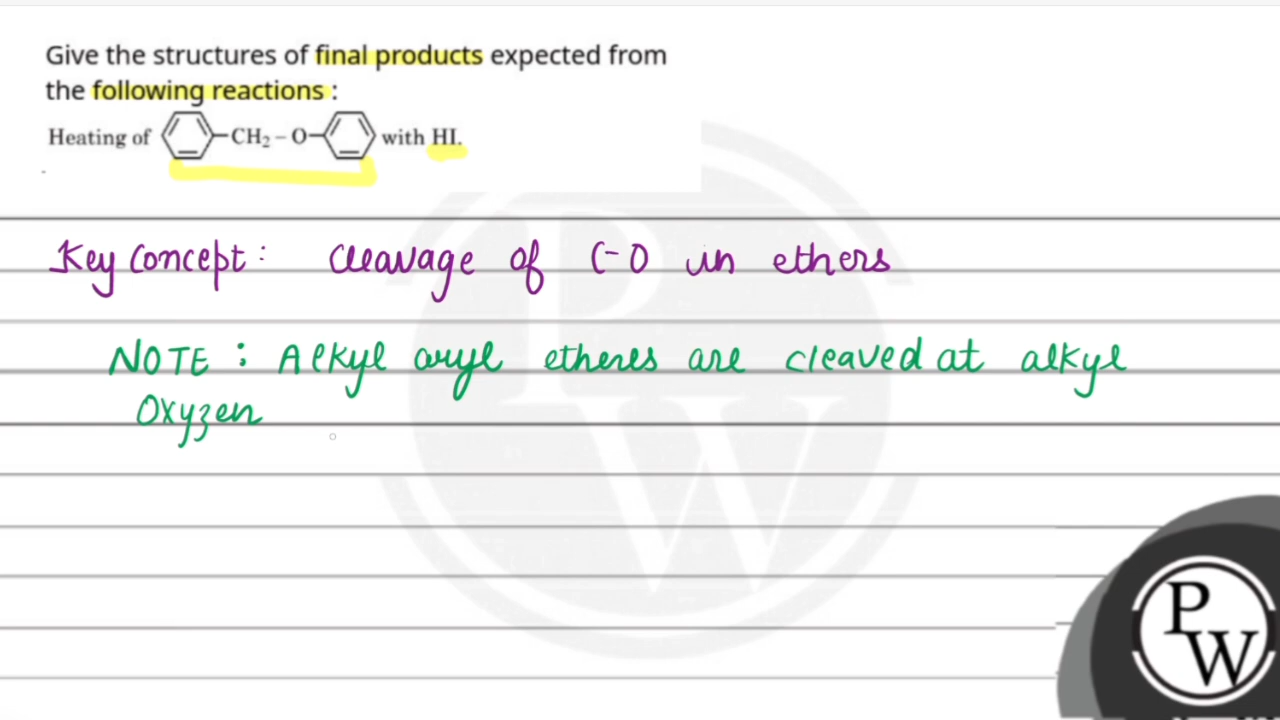 Give the structures of final products expected from
the following reactions :
Heating of CH₂ – O with HI.
Key Concept: Cleavage of C-O in ethers
NOTE: Alkyl aryl etheres are cleaved at alkyl
Oxyzen
P
W
P
W